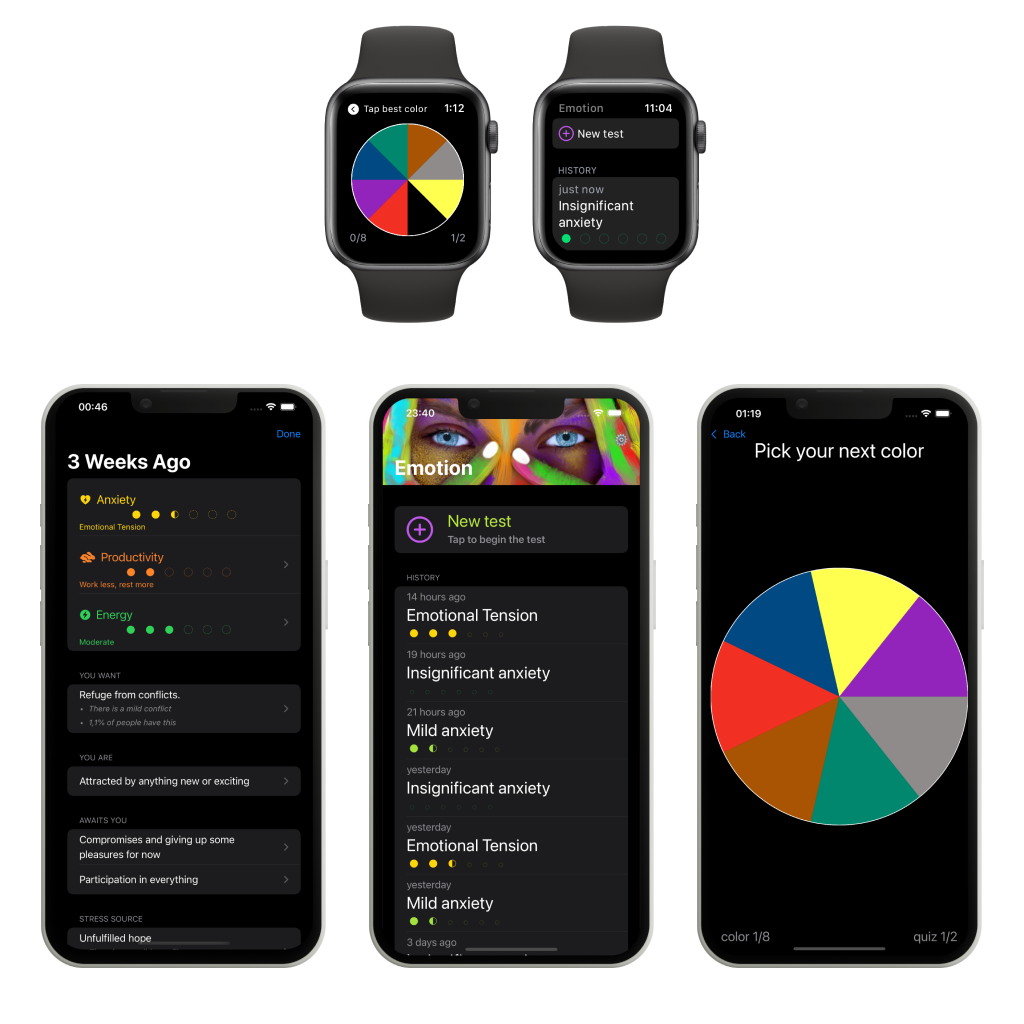 Tap best color 1:12
0/8 1/2
Emotion 11:04
New test
HISTORY
just now
Insignificant
anxiety
00:46
Done
3 Weeks Ago
Anxiety
Emotional Tension
Productivity
Work less, rest more
Energy
Moderate
YOU WANT
Refuge from conflicts.
• There is a mild conflict
• 1,1% of people have this
YOU ARE
Attracted by anything new or exciting
AWAITS YOU
Compromises and giving up some
pleasures for now
Participation in everything
STRESS SOURCE
Unfulfilled hope
23:40
Emotion
New test
Tap to begin the test
HISTORY
14 hours ago
Emotional Tension
19 hours ago
Insignificant anxiety
21 hours ago
Mild anxiety
yesterday
Insignificant anxiety
yesterday
Emotional Tension
yesterday
Mild anxiety
3 days ago
01:19
Back
Pick your next color
color 1/8 quiz 1/2